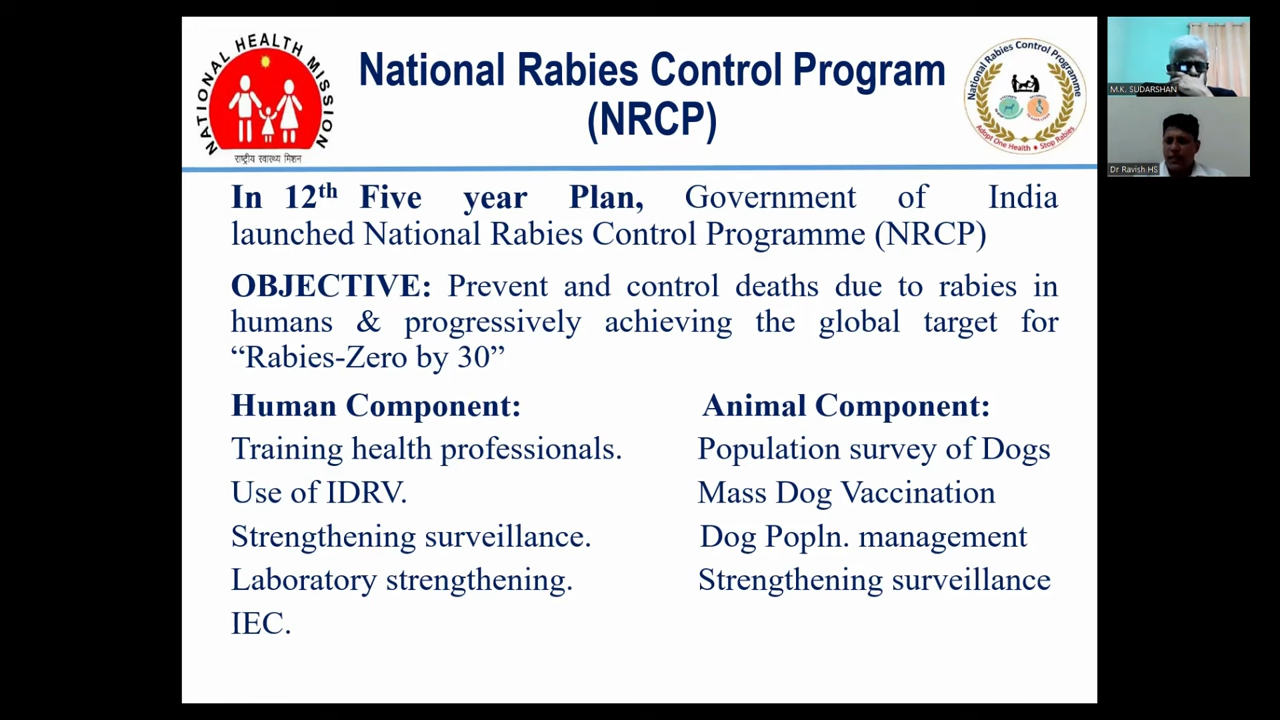 NATIONAL HEALTH MISSION
राष्ट्रीय स्वास्थ्य मिशन
National Rabies Control Program
(NRCP)
National Rabies Control Programme
Adopt One Health • Stop Rabies
In 12th Five year Plan, Government of India
launched National Rabies Control Programme (NRCP)
OBJECTIVE: Prevent and control deaths due to rabies in
humans & progressively achieving the global target for
“Rabies-Zero by 30”
Human Component:
Training health professionals.
Use of IDRV.
Strengthening surveillance.
Laboratory strengthening.
IEC.
Animal Component:
Population survey of Dogs
Mass Dog Vaccination
Dog Popln. management
Strengthening surveillance
M.K. SUDARSHAN
Dr Ravish HS